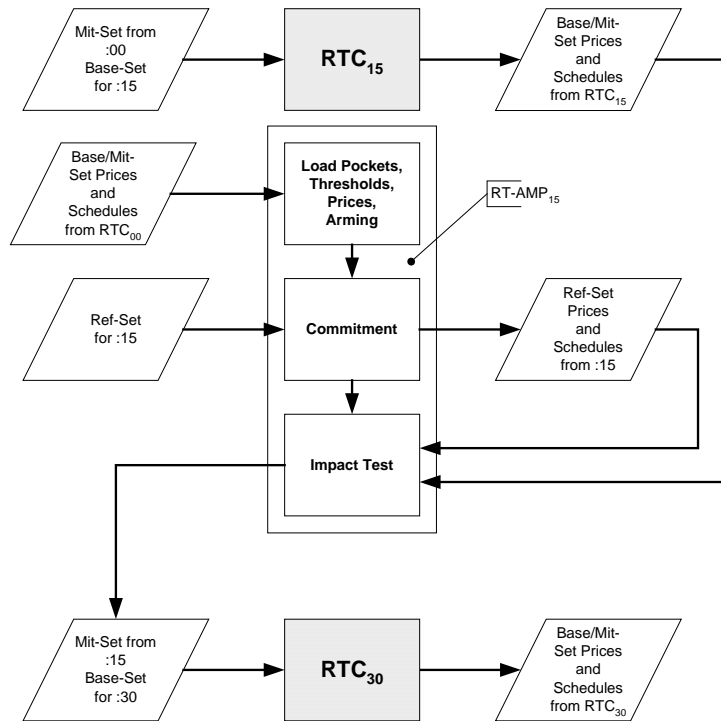 Mit-Set from
:00
Base-Set
for :15
RTC15
Base/Mit-
Set Prices
and
Schedules
from RTC15
Base/Mit-
Set Prices
and
Schedules
from RTC00
Load Pockets,
Thresholds,
Prices,
Arming
RT-AMP15
Ref-Set
for :15
Commitment
Ref-Set
Prices
and
Schedules
from :15
Impact Test
Mit-Set from
:15
Base-Set
for :30
RTC30
Base/Mit-
Set Prices
and
Schedules
from RTC30